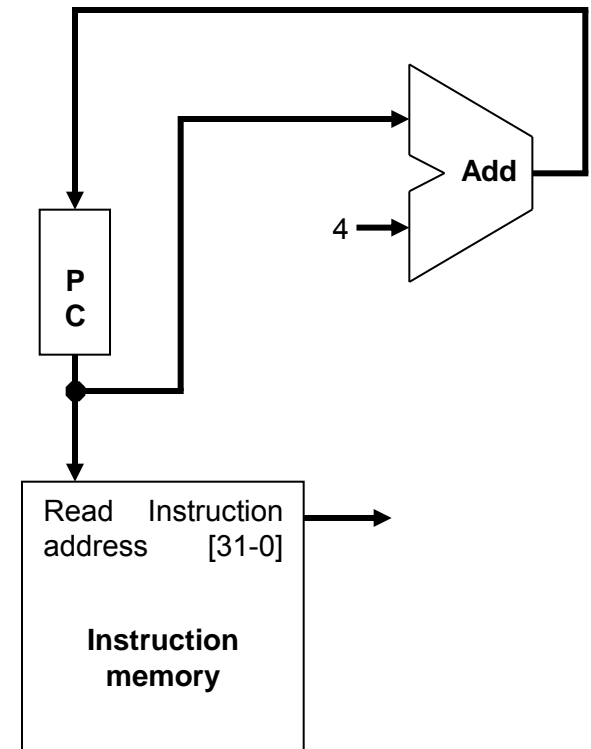 Add
4
P
C
Read Instruction
address [31-0]
Instruction
memory